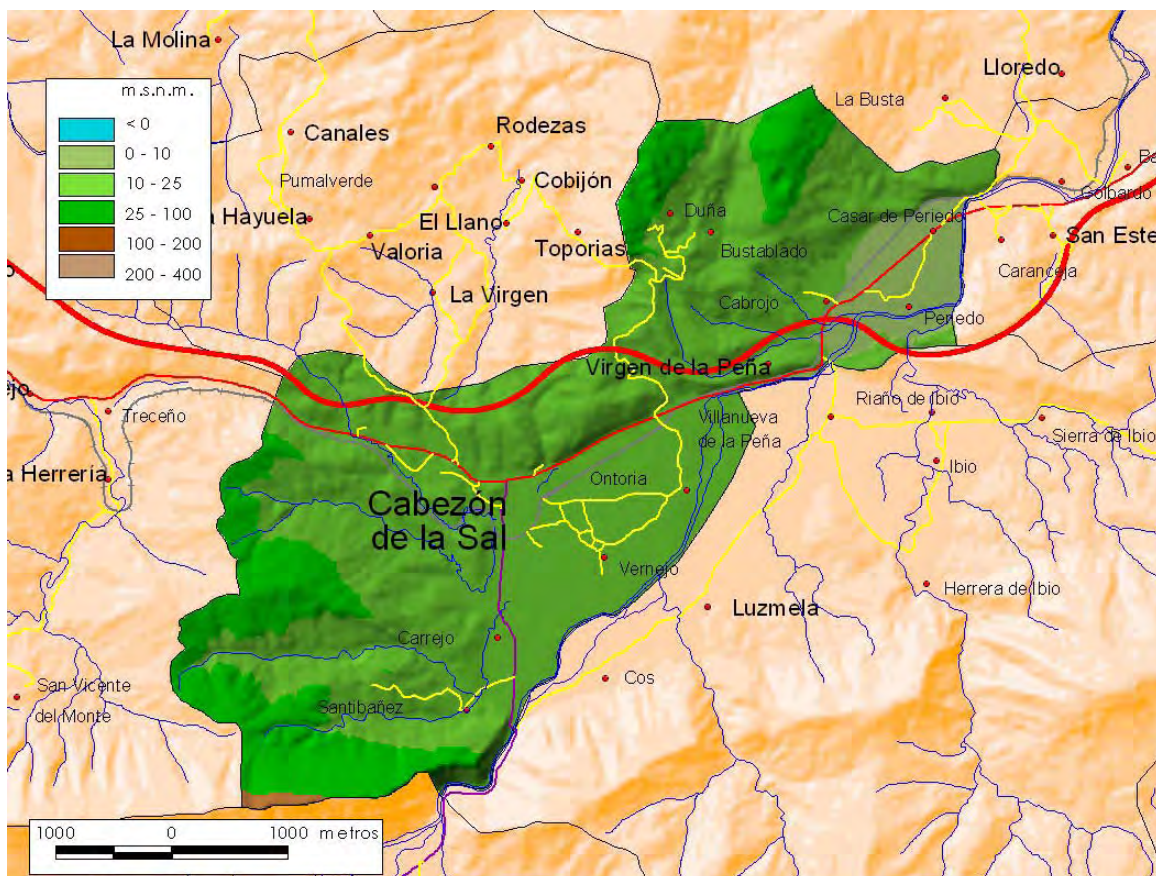 La Molina
Lloredo
m.s.n.m.
< 0
0 - 10
10 - 25
25 - 100
100 - 200
200 - 400
La Busta
Canales
Rodezas
Pumalverde
Cobijón
Golbardo
a Hayuela
El Llano
Duña
Casar de Periedo
Valoria
Toporias
Bustablado
San Este
Caranceja
La Virgen
Cabrojo
Periedo
Virgen de la Peña
Treceño
Villanueva
de la Peña
Riaño de Ibio
Sierra de Ibio
a Herrería
Ontoria
Ibio
Cabezón
de la Sal
Vernejo
Herrera de Ibio
Luzmela
Carrejo
Cos
San Vicente
del Monte
Santibañez
1000 0 1000 metros